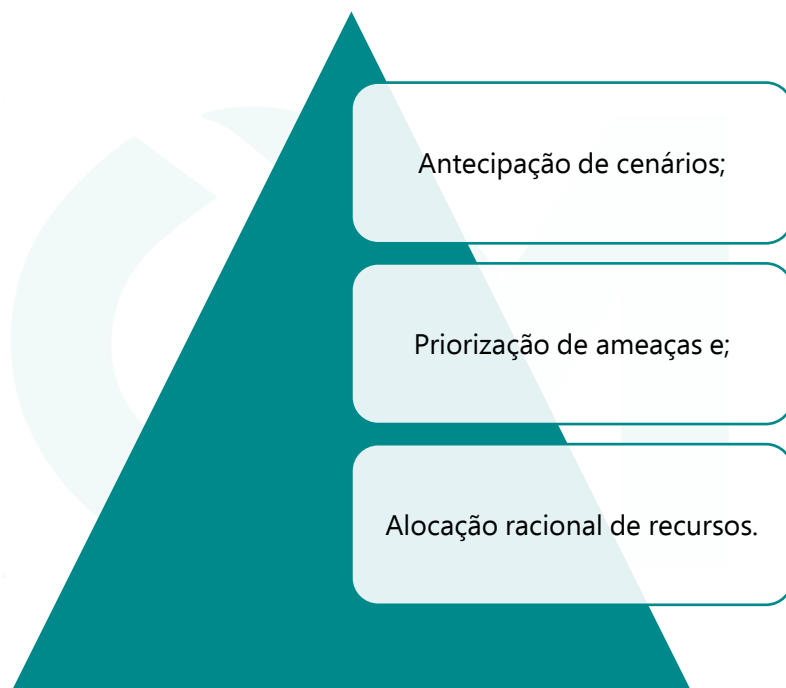 Antecipação de cenários;
Priorização de ameaças e;
Alocação racional de recursos.